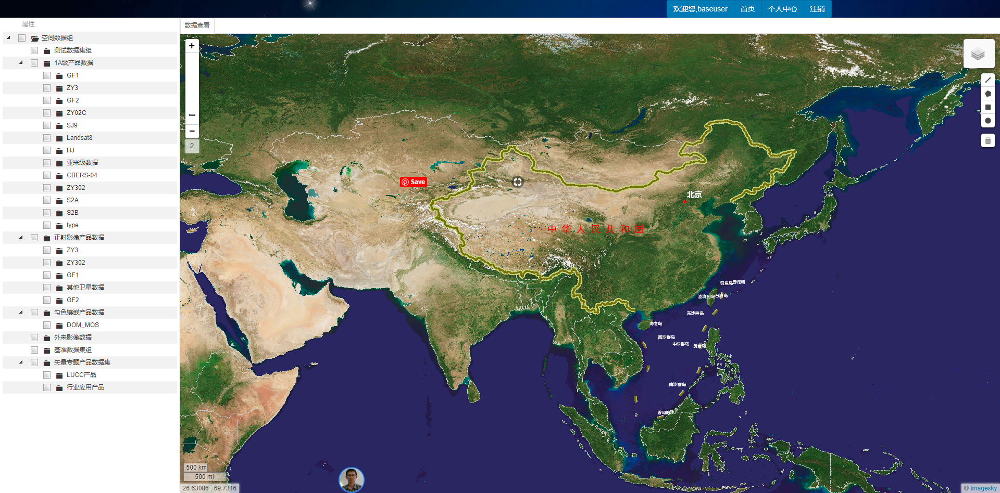 欢迎您,baseuser 首页 个人中心 注销
属性
数据查看
空间数据组
测试数据集组
1A级产品数据
GF1
ZY3
GF2
ZY02C
SJ9
Landsat8
HJ
亚米级数据
CBERS-04
ZY302
S2A
S2B
type
正射影像产品数据
ZY3
ZY302
GF1
其他卫星数据
GF2
匀色镶嵌产品数据
DOM_MOS
外来影像数据
基准数据集组
矢量专题产品数据集
LUCC产品
行业应用产品
+
−
2
Save
北京
中华人民共和国
钓鱼岛赤尾屿
澎湖列岛台湾岛
东沙群岛
海南岛
西沙群岛
中沙群岛 黄岩岛
南沙群岛
曾母暗沙
500 km
500 mi
26.63086 : 69.7316
© Imagesky